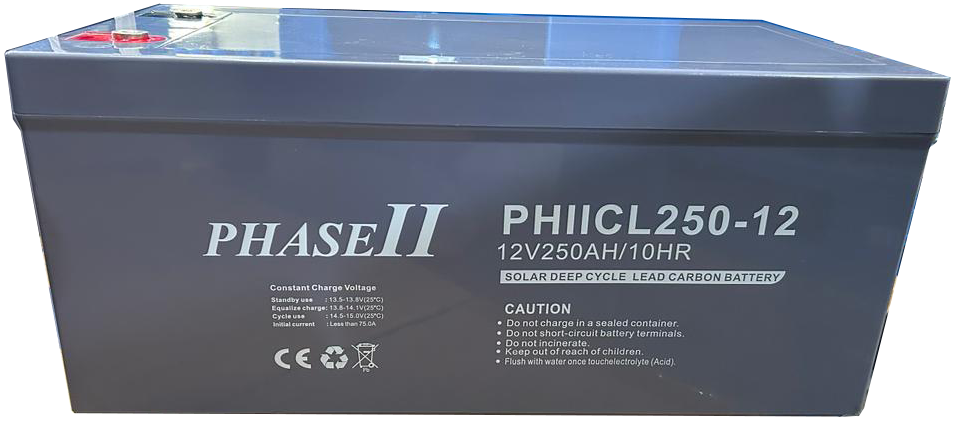 PHASEII
PHIICL250-12
12V250AH/10HR
SOLAR DEEP CYCLE LEAD CARBON BATTERY
Constant Charge Voltage
Standby use : 13.5-13.8V(25°C)
Equalize charge: 13.8-14.1V(25°C)
Cycle use : 14.5-15.0V(25°C)
Initial current : Less than 75.0A
CE
Pb
CAUTION
• Do not charge in a sealed container.
• Do not short-circuit battery terminals.
• Do not incinerate.
• Keep out of reach of children.
• Flush with water once touchelectrolyte (Acid).